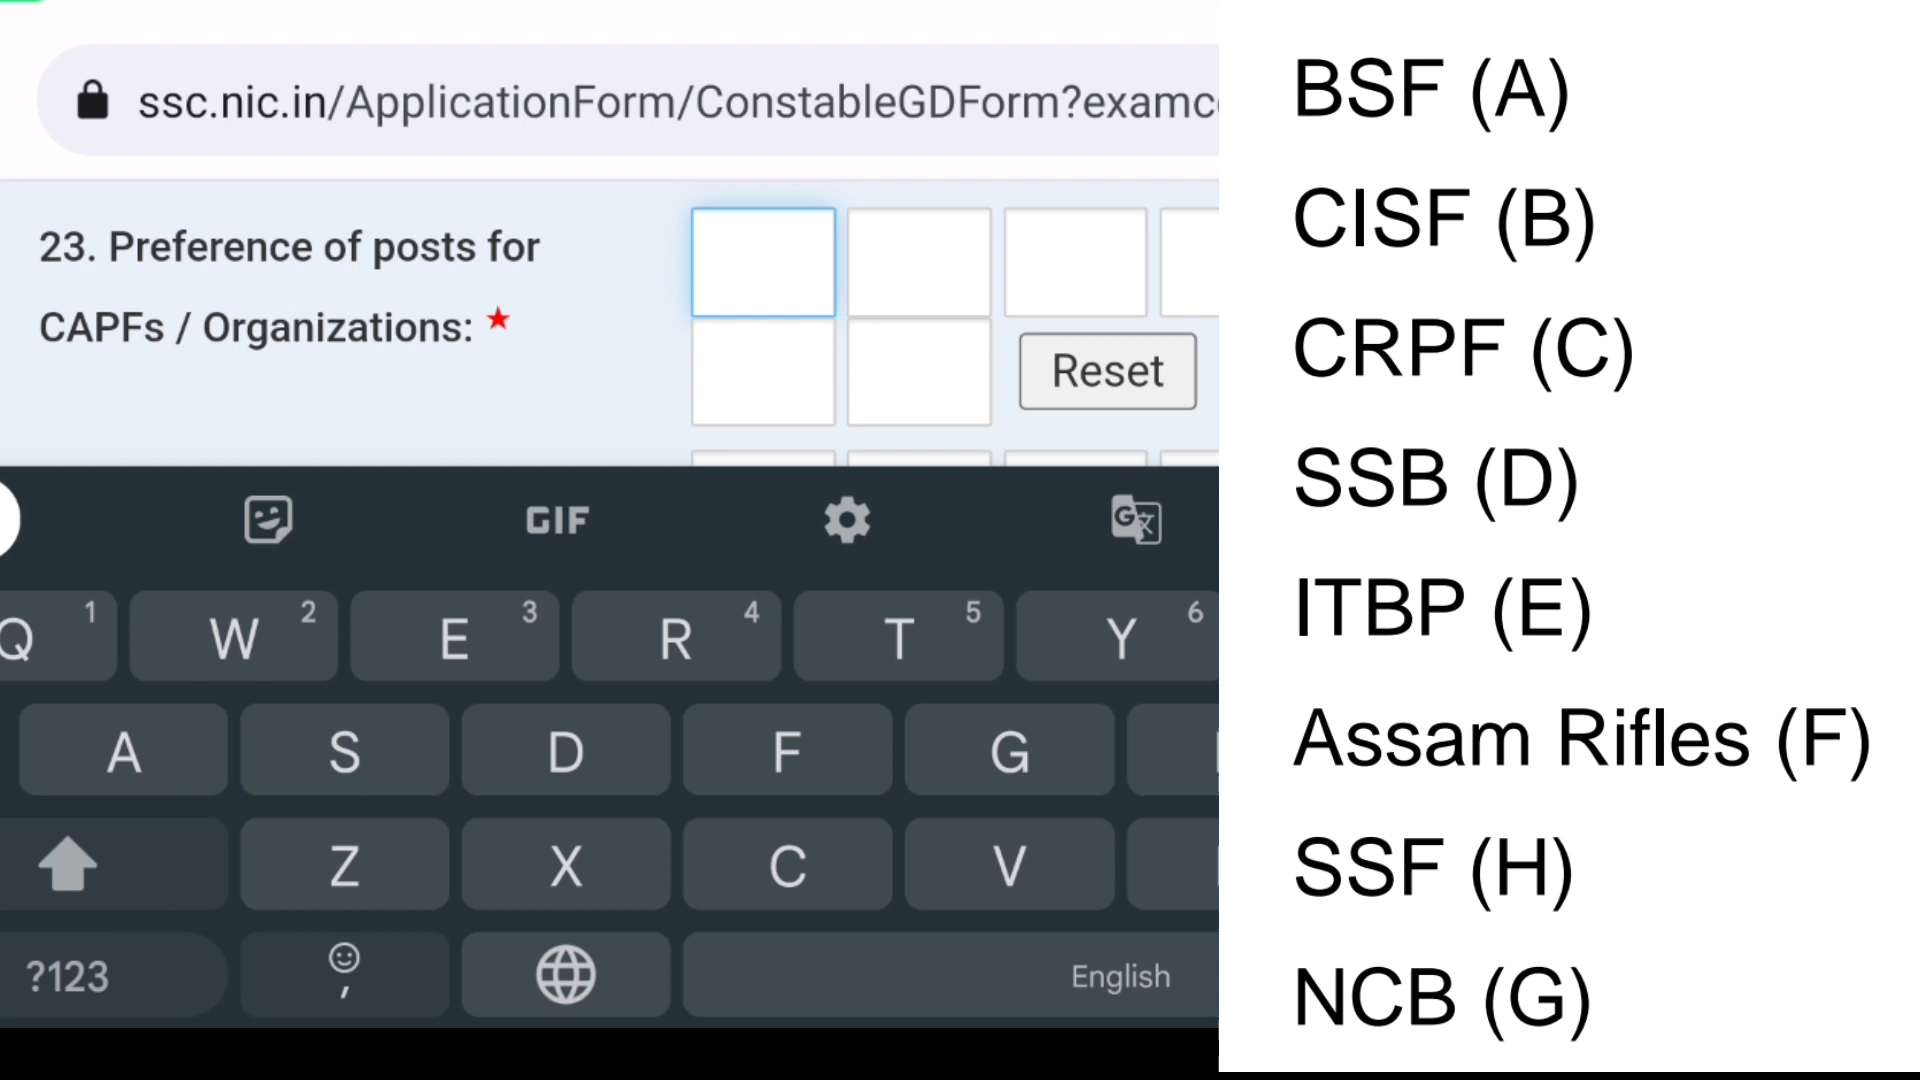 ssc.nic.in/ApplicationForm/ConstableGDForm?examc
23. Preference of posts for
CAPFs / Organizations: *
Reset
GIF
G
Q 1 W 2 E 3 R 4 T 5 Y 6
A S D F G
Z X C V
?123 , English
BSF (A)
CISF (B)
CRPF (C)
SSB (D)
ITBP (E)
Assam Rifles (F)
SSF (H)
NCB (G)